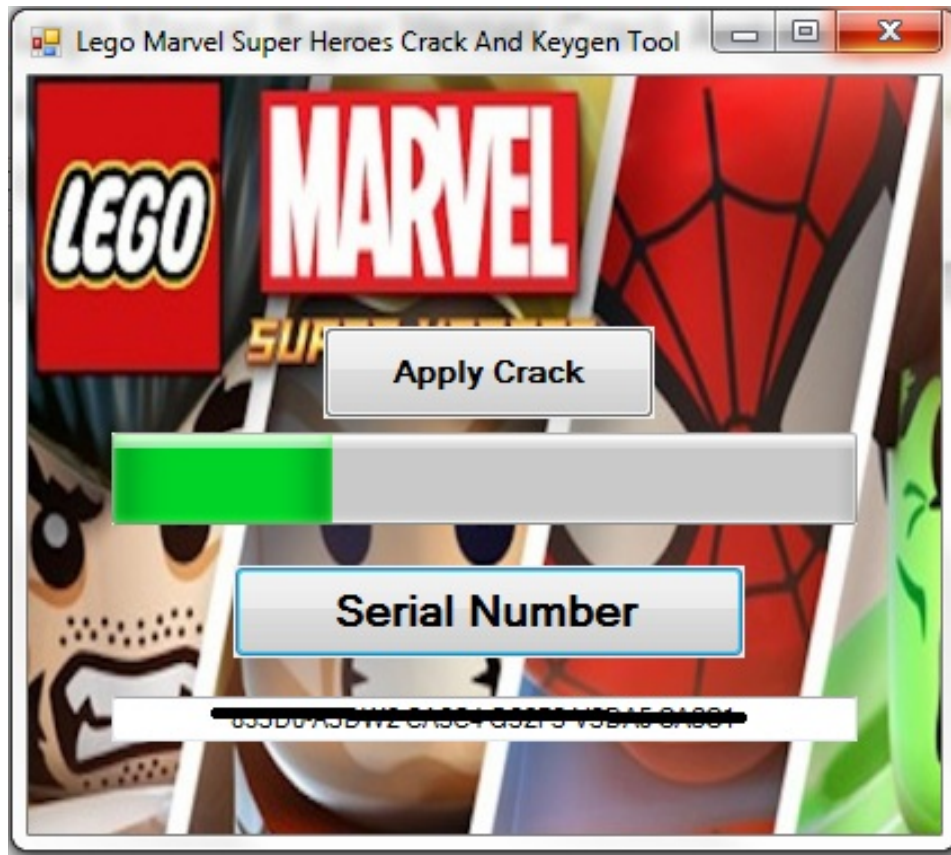 Lego Marvel Super Heroes Crack And Keygen Tool
LEGO
MARVEL
Apply Crack
Serial Number